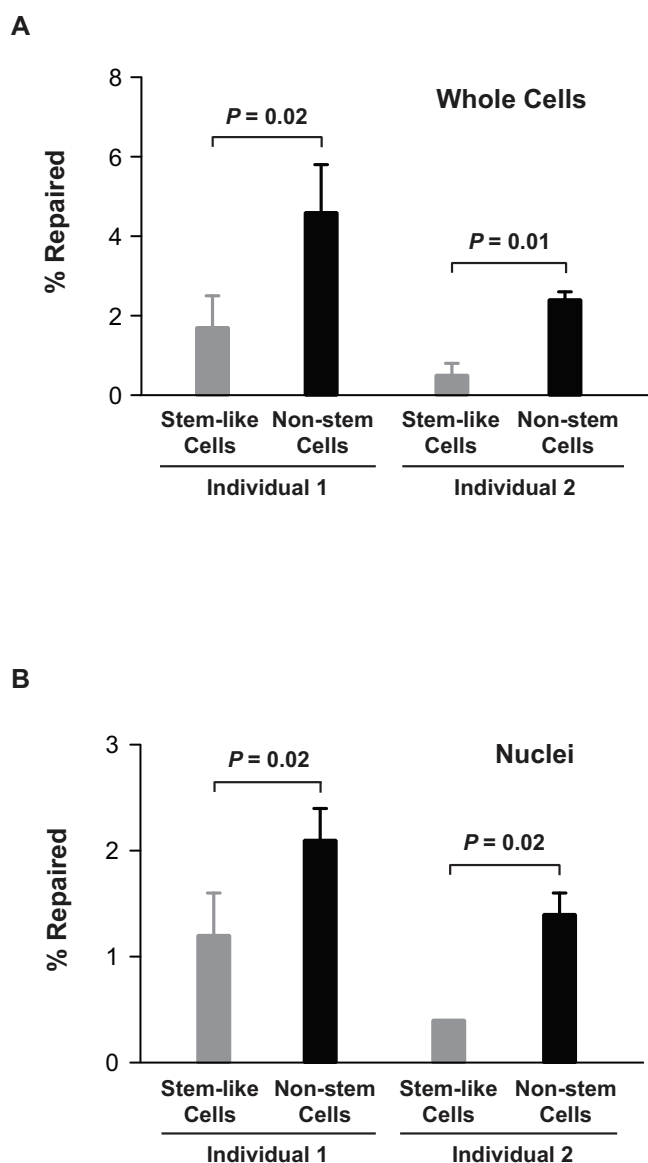 A
8
Whole Cells
P = 0.02
6
% Repaired
4
P = 0.01
2
0
Stem-like Non-stem Stem-like Non-stem
Cells Cells Cells Cells
Individual 1 Individual 2
B
3
Nuclei
P = 0.02
2
P = 0.02
% Repaired
1
0
Stem-like Non-stem Stem-like Non-stem
Cells Cells Cells Cells
Individual 1 Individual 2